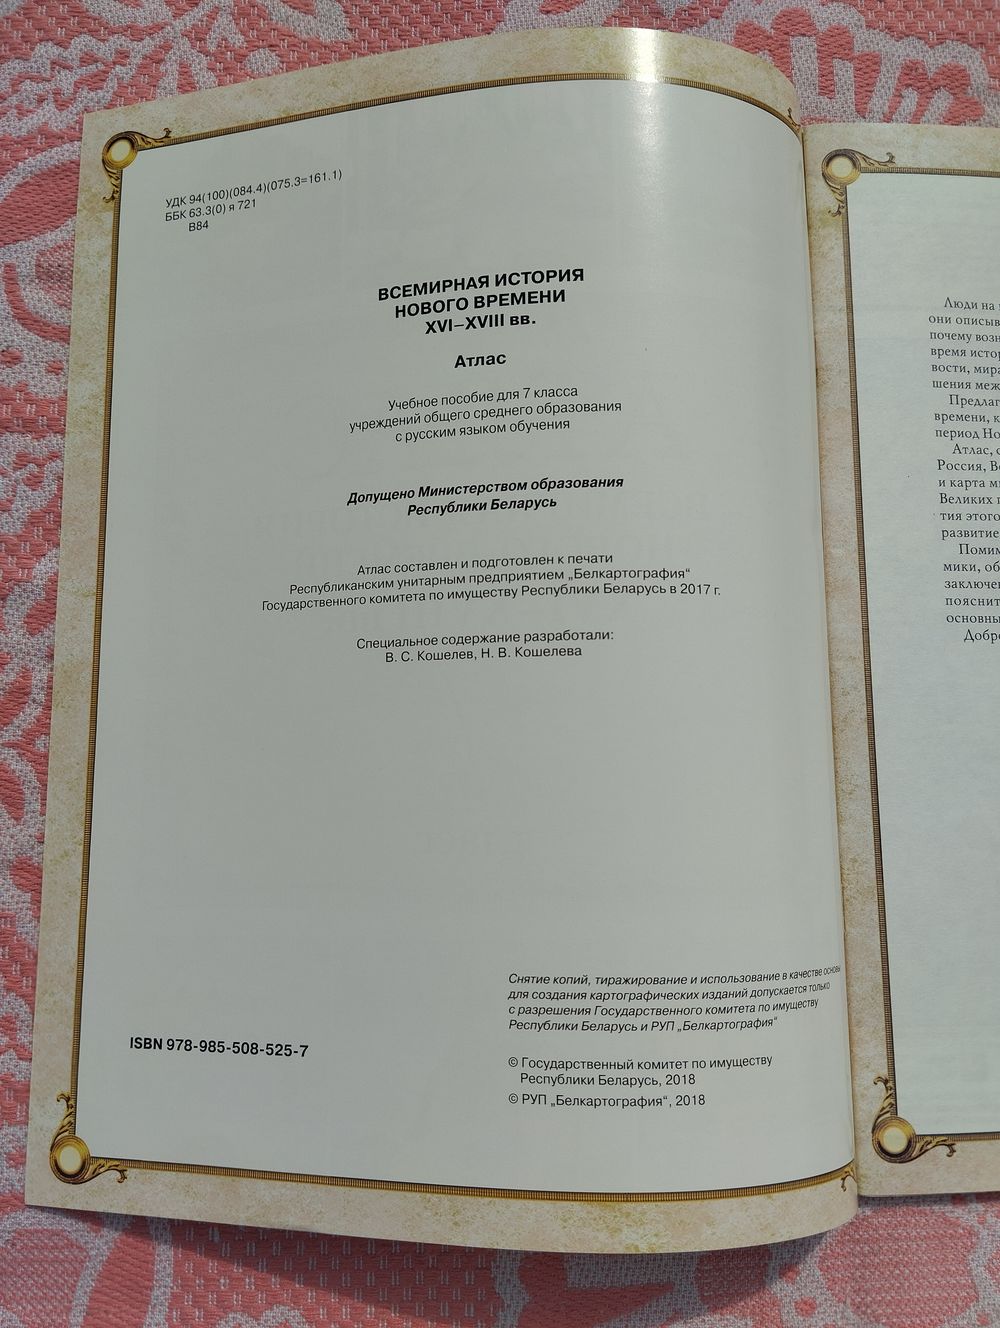 УДК 94(100)(084.4)(075.3=161.1)
ББК 63.3(0) я 721
В84
ВСЕМИРНАЯ ИСТОРИЯ
НОВОГО ВРЕМЕНИ
XVI–XVIII вв.
Атлас
Учебное пособие для 7 класса
учреждений общего среднего образования
с русским языком обучения
Допущено Министерством образования
Республики Беларусь
Атлас составлен и подготовлен к печати
Республиканским унитарным предприятием „Белкартография“
Государственного комитета по имуществу Республики Беларусь в 2017 г.
Специальное содержание разработали:
В. С. Кошелев, Н. В. Кошелева
Снятие копий, тиражирование и использование в качестве основы
для создания картографических изданий допускается только
с разрешения Государственного комитета по имуществу
Республики Беларусь и РУП „Белкартография“
ISBN 978-985-508-525-7
© Государственный комитет по имуществу
Республики Беларусь, 2018
© РУП „Белкартография“, 2018
Люди на
они описыв
почему возн
время истор
вости, мира
шения меж
Предлаг
времени, к
период Но
Атлас, с
Россия, В
и карта м
Великих
тия этого
развитие
Помим
мики, об
заключе
пояснит
основны
Добр